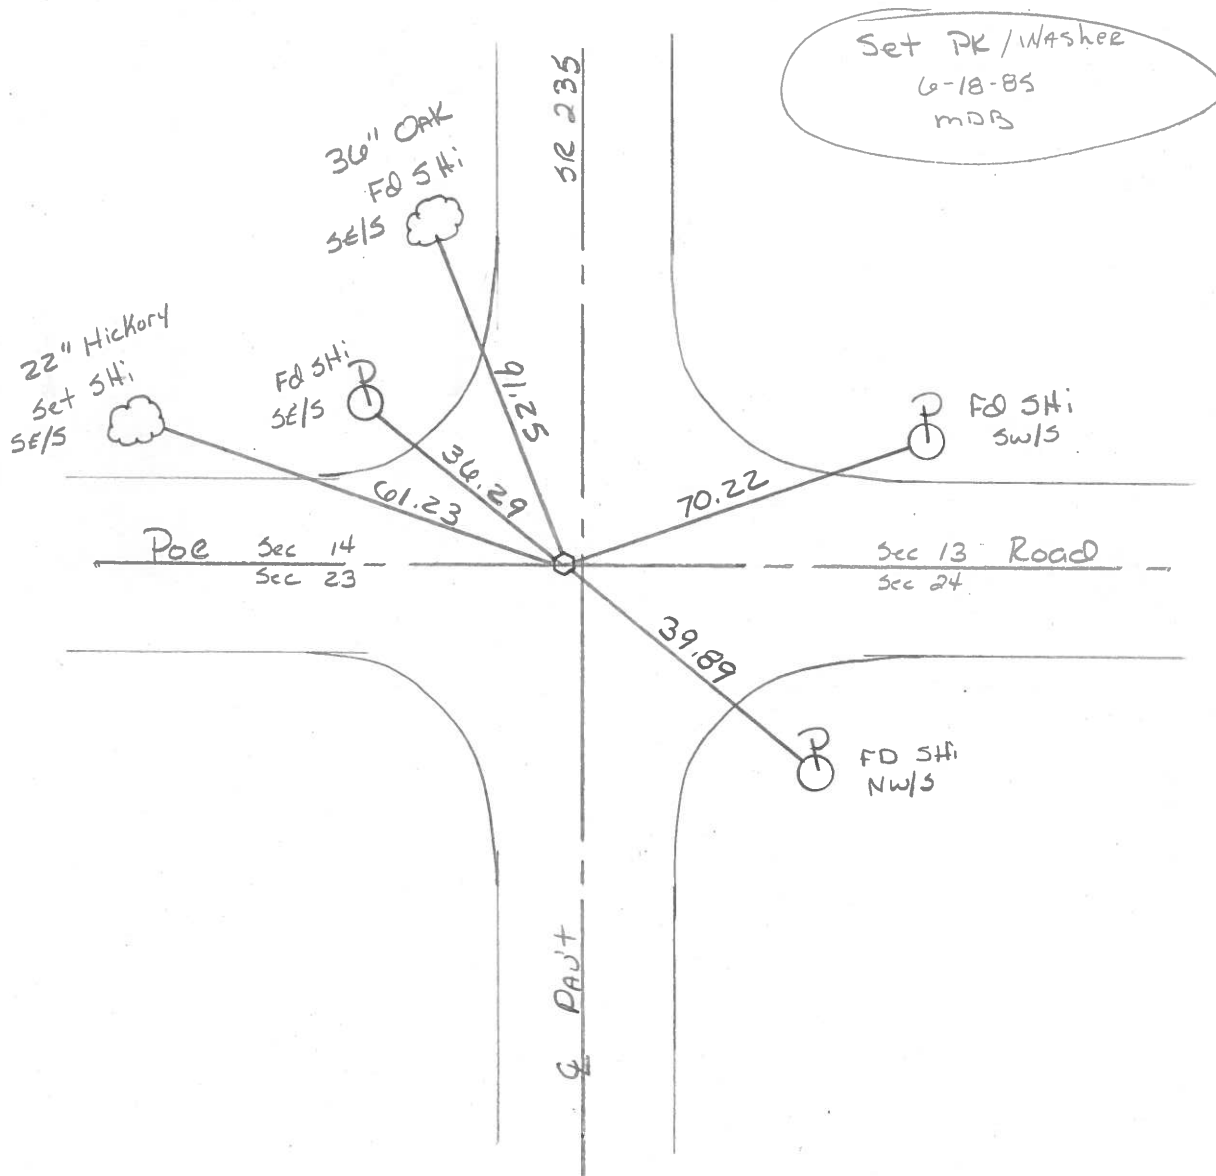 Set PK / WASHER
6-18-85
MDB
SR 235
36" OAK
Fd SHi
SE/S
22" Hickory
Set SHi
SE/S
Fd SHi
SE/S
P
P
Fd SHi
SW/S
91.25
36.29
61.23
70.22
Poe Sec 14
Sec 23
Sec 13 Road
Sec 24
39.89
P
FD SHi
NW/S
℄ PAV't